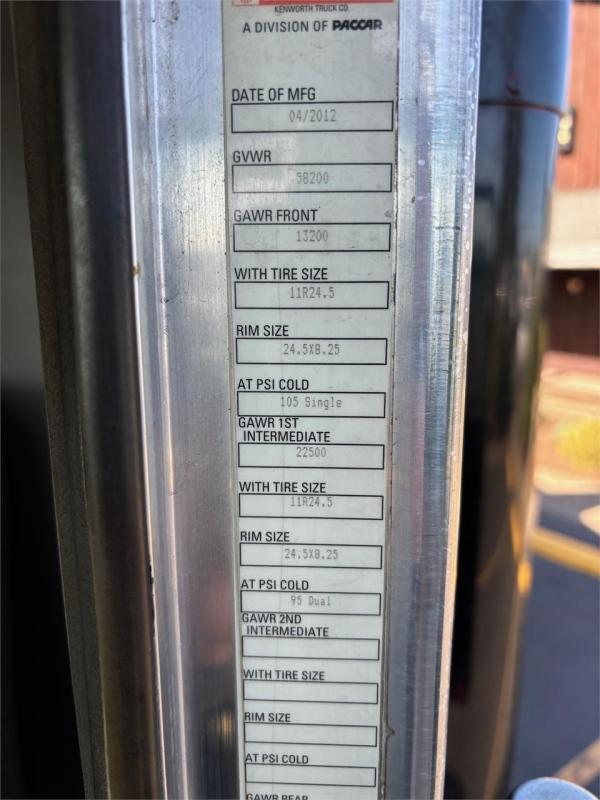 KENWORTH TRUCK CO.
A DIVISION OF PACCAR
DATE OF MFG
04/2012
GVWR
58200
GAWR FRONT
13200
WITH TIRE SIZE
11R24.5
RIM SIZE
24.5X8.25
AT PSI COLD
105 Single
GAWR 1ST
INTERMEDIATE
22500
WITH TIRE SIZE
11R24.5
RIM SIZE
24.5X8.25
AT PSI COLD
95 Dual
GAWR 2ND
INTERMEDIATE
WITH TIRE SIZE
RIM SIZE
AT PSI COLD
GAWR REAR